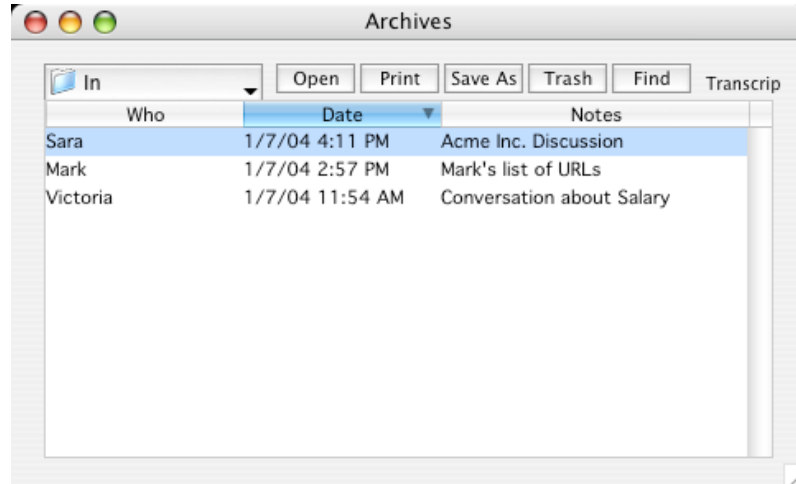 Archives
In Open Print Save As Trash Find Transcrip
Who Date Notes
Sara 1/7/04 4:11 PM Acme Inc. Discussion
Mark 1/7/04 2:57 PM Mark's list of URLs
Victoria 1/7/04 11:54 AM Conversation about Salary